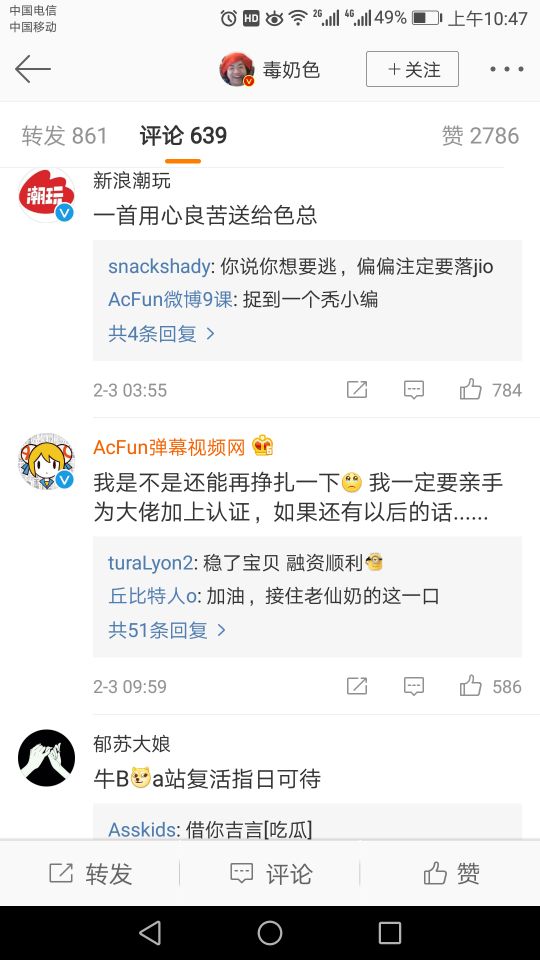 中国电信
中国移动
HD 2G 4G 49% 上午10:47
毒奶色 +关注
转发 861 评论 639 赞 2786
潮玩
新浪潮玩
一首用心良苦送给色总
snackshady: 你说你想要逃，偏偏注定要落jio
AcFun微博9课: 捉到一个秃小编
共4条回复
2-3 03:55 784
AcFun弹幕视频网
我是不是还能再挣扎一下 我一定要亲手
为大佬加上认证，如果还有以后的话......
turaLyon2: 稳了宝贝 融资顺利
丘比特人o: 加油，接住老仙奶的这一口
共51条回复
2-3 09:59 586
郁苏大娘
牛Ba站复活指日可待
Asskids: 借你吉言[吃瓜]
转发 评论 赞